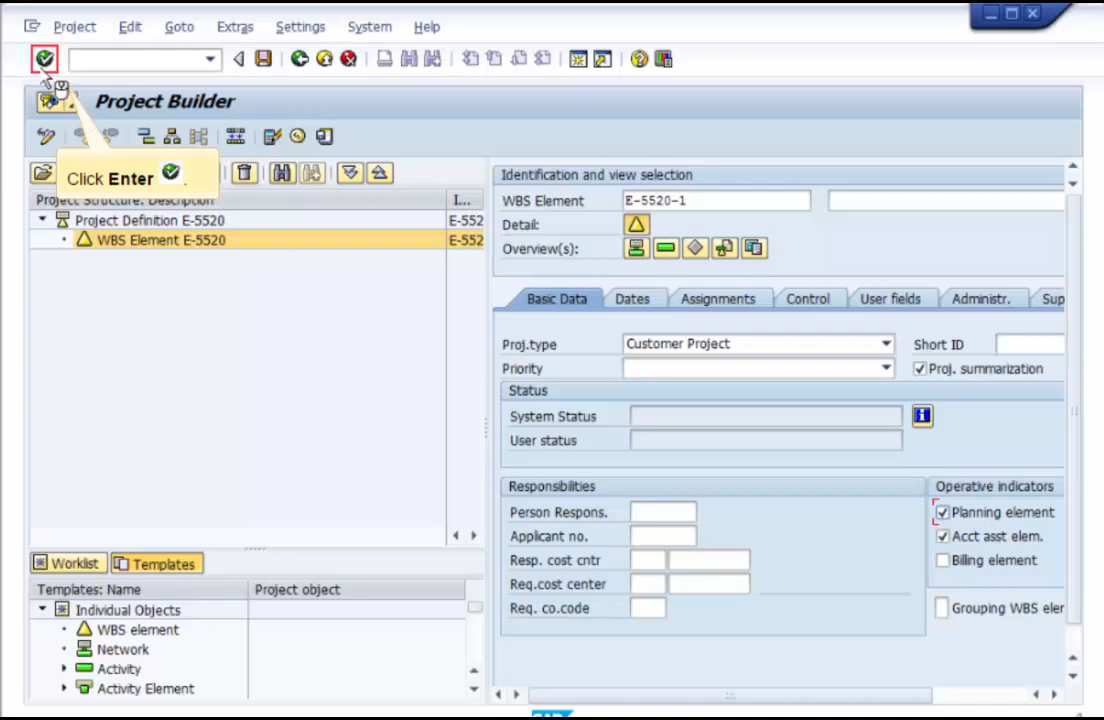 Project Edit Goto Extras Settings System Help
Project Builder
Click Enter .
Project Structure: Description I...
Project Definition E-5520 E-552
WBS Element E-5520 E-552
Identification and view selection
WBS Element E-5520-1
Detail:
Overview(s):
Basic Data Dates Assignments Control User fields Administr. Sup
Proj.type Customer Project Short ID
Priority Proj. summarization
Status
System Status
User status
Responsibilities Operative indicators
Person Respons. Planning element
Applicant no. Acct asst elem.
Resp. cost cntr Billing element
Req.cost center
Req. co.code Grouping WBS eler
Worklist Templates
Templates: Name Project object
Individual Objects
WBS element
Network
Activity
Activity Element
SAP